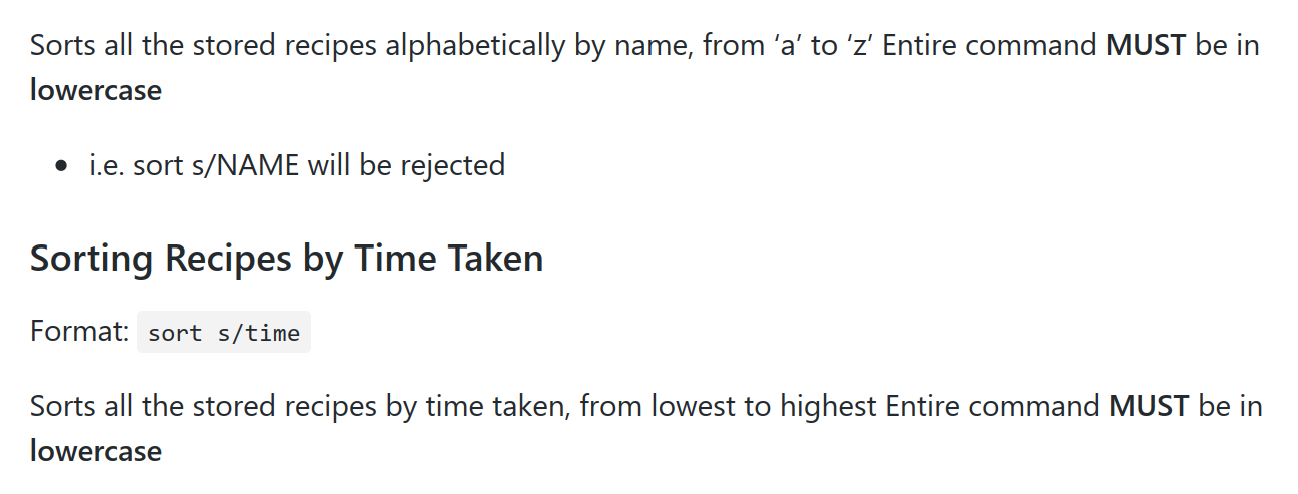 Sorts all the stored recipes alphabetically by name, from ‘a’ to ‘z’ Entire command MUST be in
lowercase
• i.e. sort s/NAME will be rejected
Sorting Recipes by Time Taken
Format: sort s/time
Sorts all the stored recipes by time taken, from lowest to highest Entire command MUST be in
lowercase